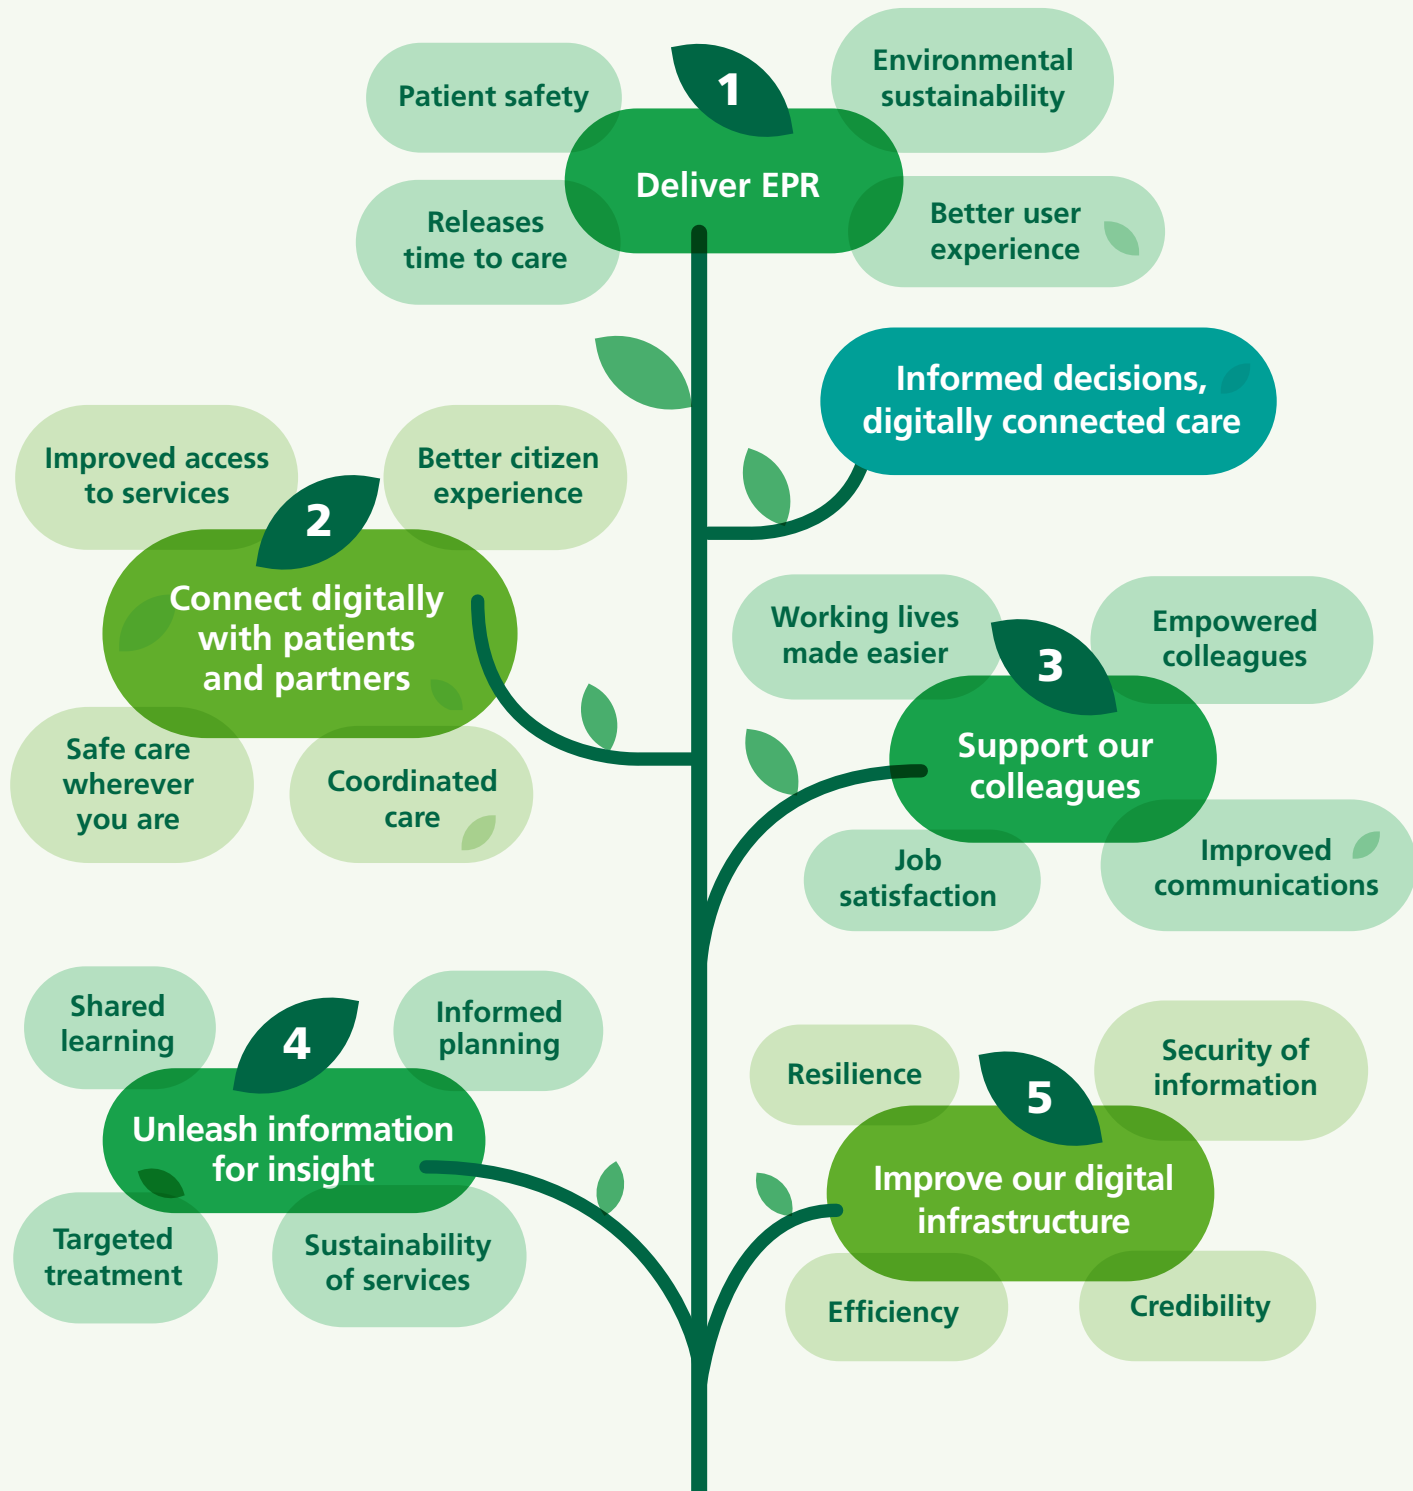 1
Patient safety
Environmental
sustainability
Deliver EPR
Releases
time to care
Better user
experience
Informed decisions,
digitally connected care
2
Improved access
to services
Better citizen
experience
Connect digitally
with patients
and partners
Safe care
wherever
you are
Coordinated
care
3
Working lives
made easier
Empowered
colleagues
Support our
colleagues
Job
satisfaction
Improved
communications
4
Shared
learning
Informed
planning
Unleash information
for insight
Targeted
treatment
Sustainability
of services
5
Resilience
Security of
information
Improve our digital
infrastructure
Efficiency
Credibility